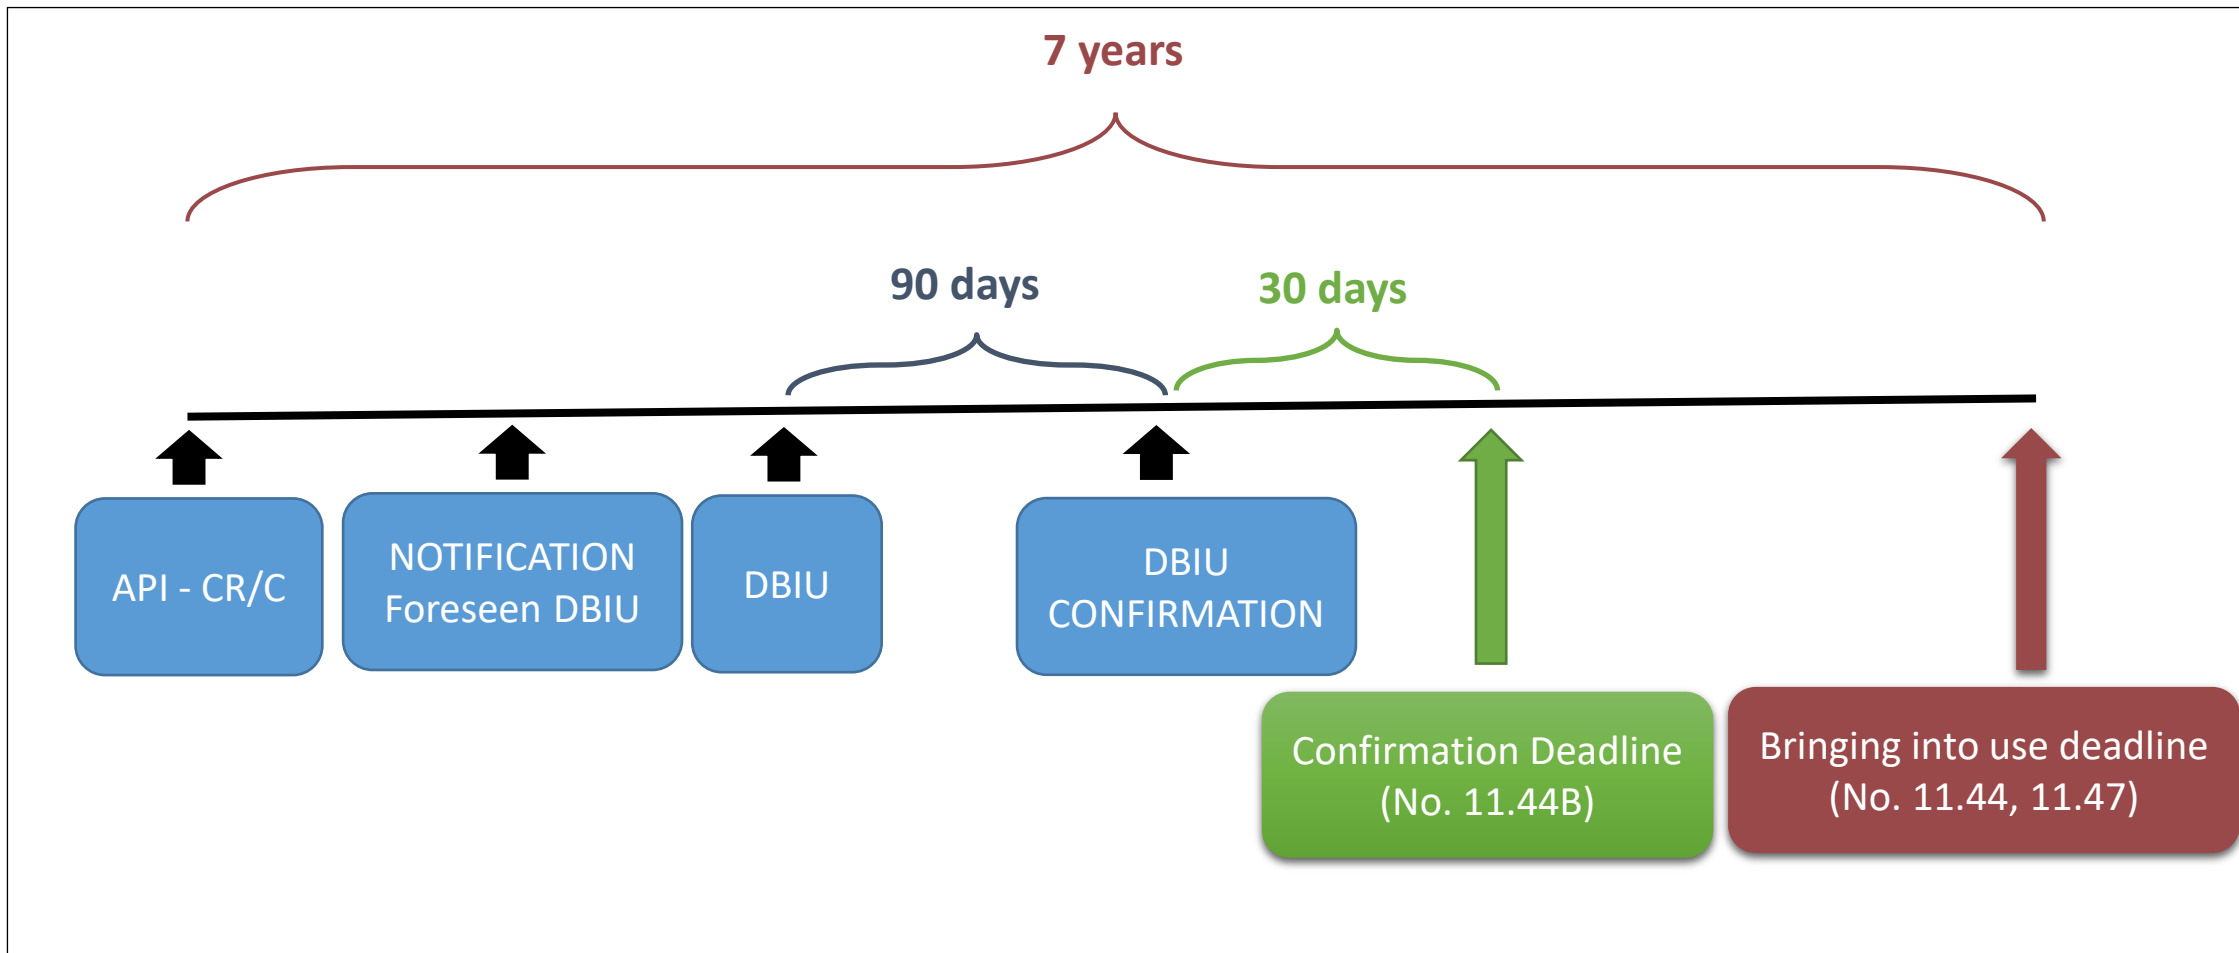 7 years
90 days
30 days
API - CR/C
NOTIFICATION
Foreseen DBIU
DBIU
DBIU
CONFIRMATION
Confirmation Deadline
(No. 11.44B)
Bringing into use deadline
(No. 11.44, 11.47)